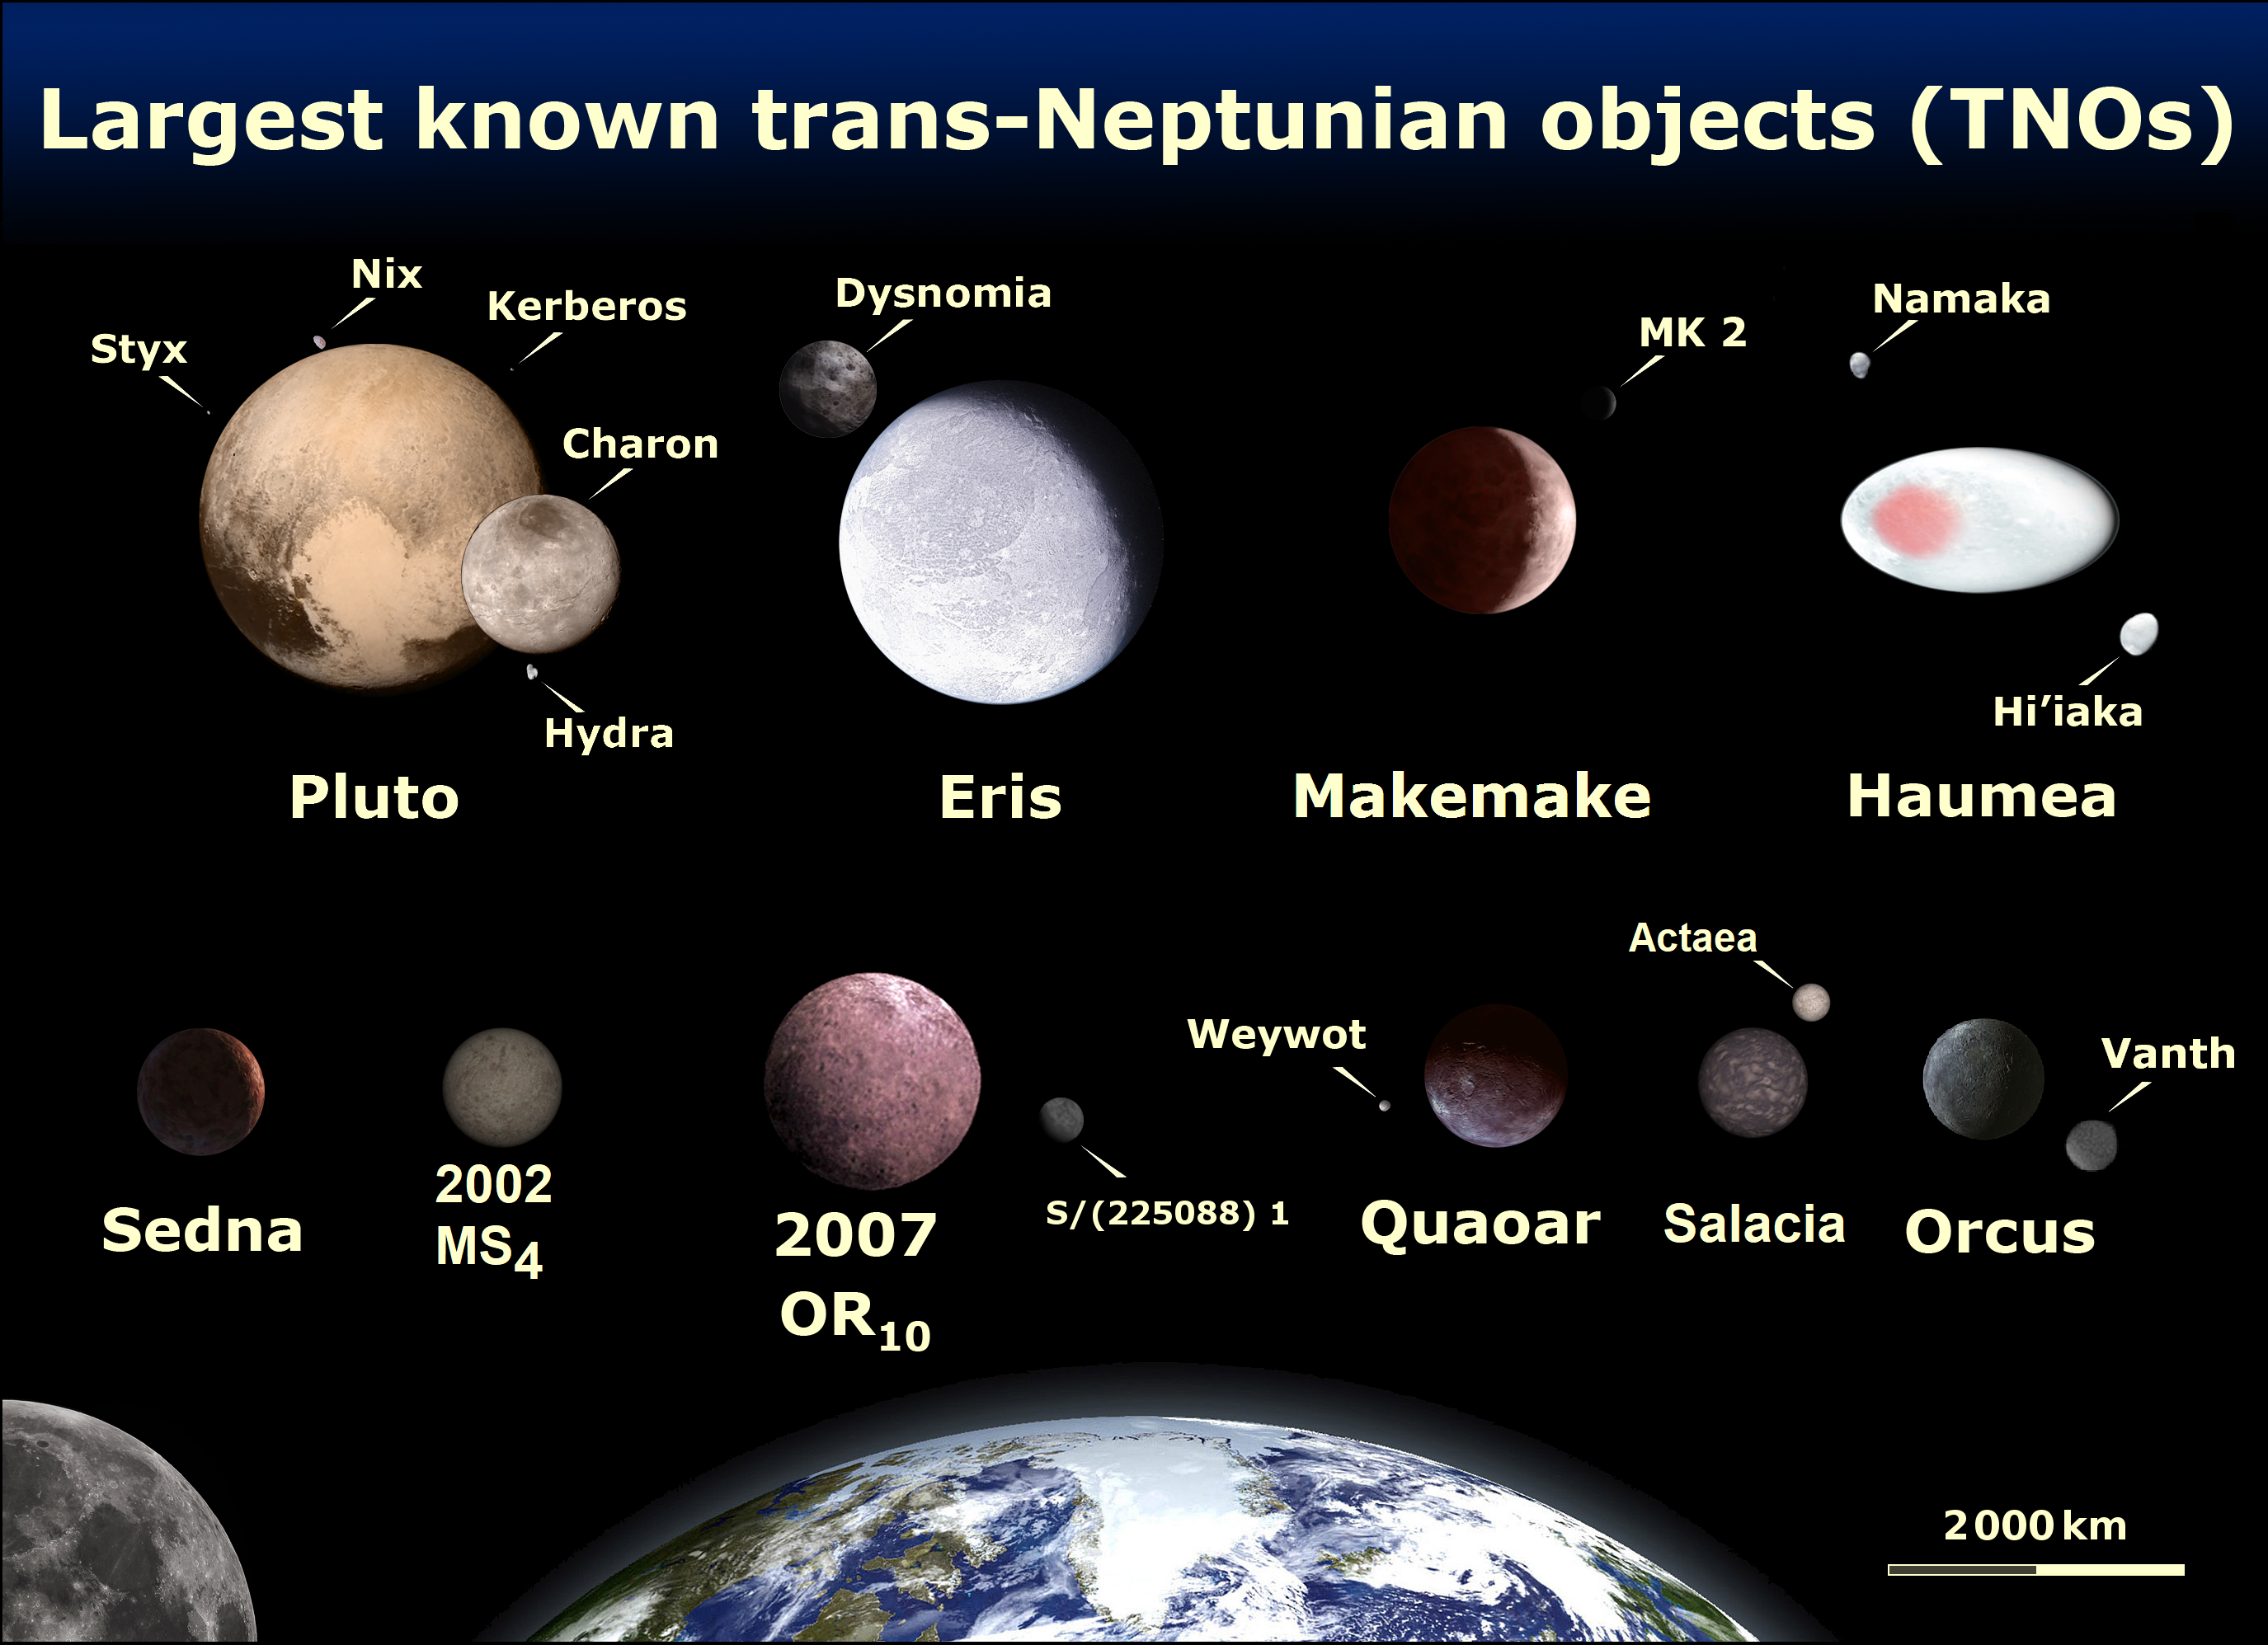 Largest known trans-Neptunian objects (TNOs)
Nix
Kerberos
Styx
Charon
Hydra
Pluto
Dysnomia
Eris
MK 2
Makemake
Namaka
Hi’iaka
Haumea
Sedna
2002
MS4
2007
OR10
S/(225088) 1
Weywot
Quaoar
Actaea
Salacia
Vanth
Orcus
2000 km